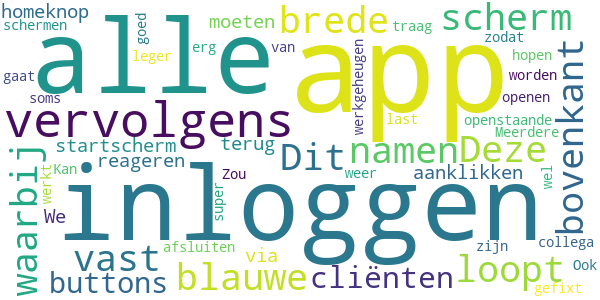 homeknop
schermen
goed
moeten
brede
traag
scherm
zodat
alle
app
bovenkant
leger
erg
van
gaat
hopen
werkgeheugen
worden
soms
openen
vervolgens
openstaande
Meerdere
waarbij
startscherm
terug
Dit
namen
Deze
last
reageren
Kan
werkt
Zou
weer
aanklikken
wel
inloggen
We
super
vast
afsluiten
via
zijn
collega
buttons
blauwe
cliënten
loopt
Ook
gefixt